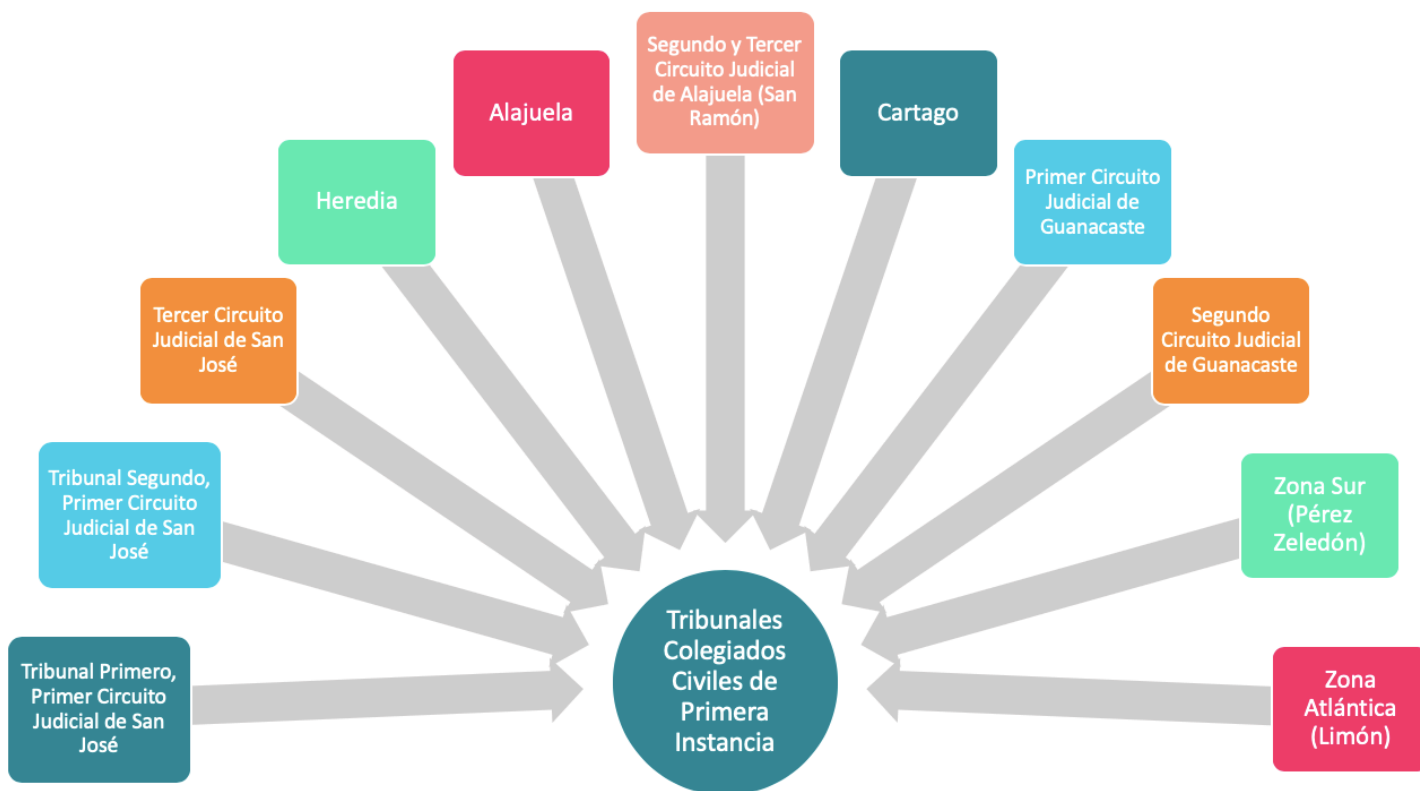 Segundo y Tercer
Circuito Judicial
de Alajuela (San
Ramón)
Alajuela
Cartago
Heredia
Primer Circuito
Judicial de
Guanacaste
Tercer Circuito
Judicial de San
José
Segundo
Circuito Judicial
de Guanacaste
Tribunal Segundo,
Primer Circuito
Judicial de San
José
Zona Sur
(Pérez
Zeledón)
Tribunal Primero,
Primer Circuito
Judicial de San
José
Tribunales
Colegiados
Civiles de
Primera
Instancia
Zona
Atlántica
(Limón)